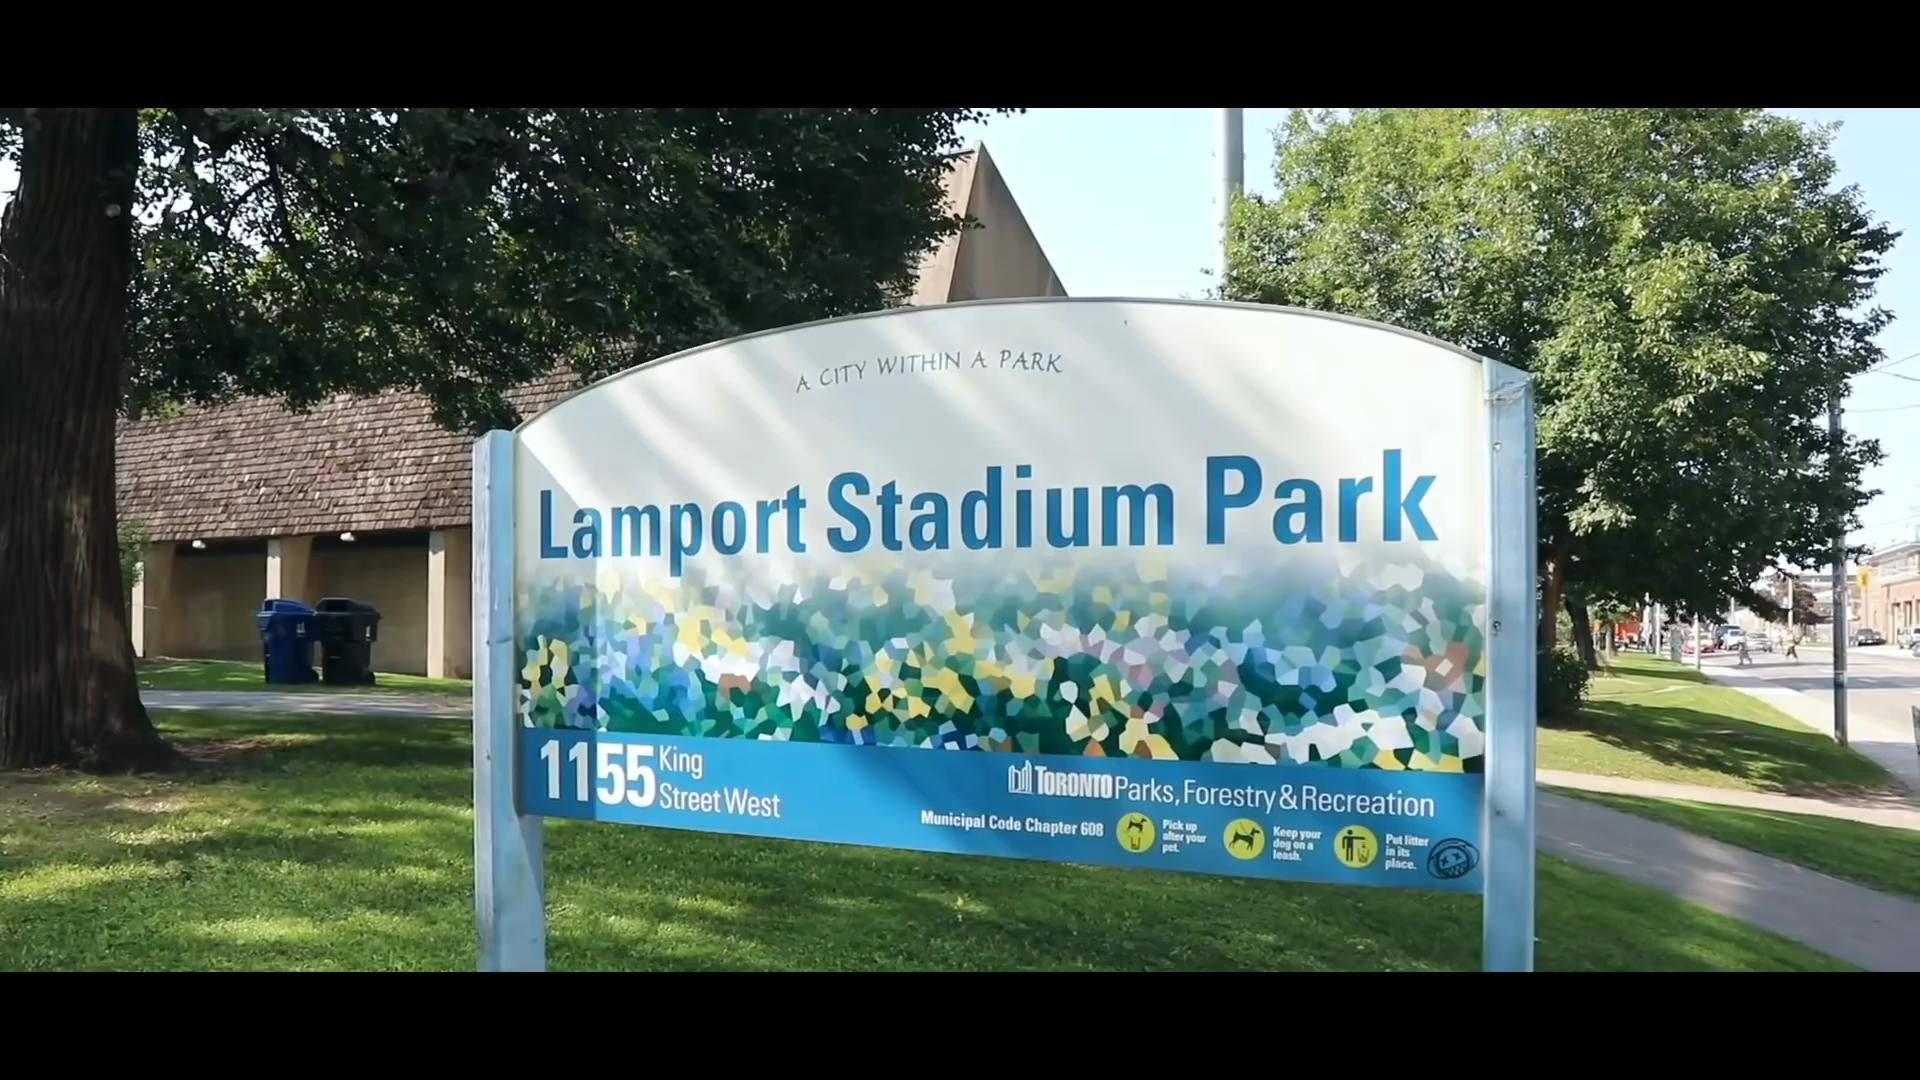 A CITY WITHIN A PARK
Lamport Stadium Park
1155 King
Street West
TORONTO Parks, Forestry & Recreation
Municipal Code Chapter 608
Pick up
after your
pet.
Keep your
dog on a
leash.
Put litter
in its
place.